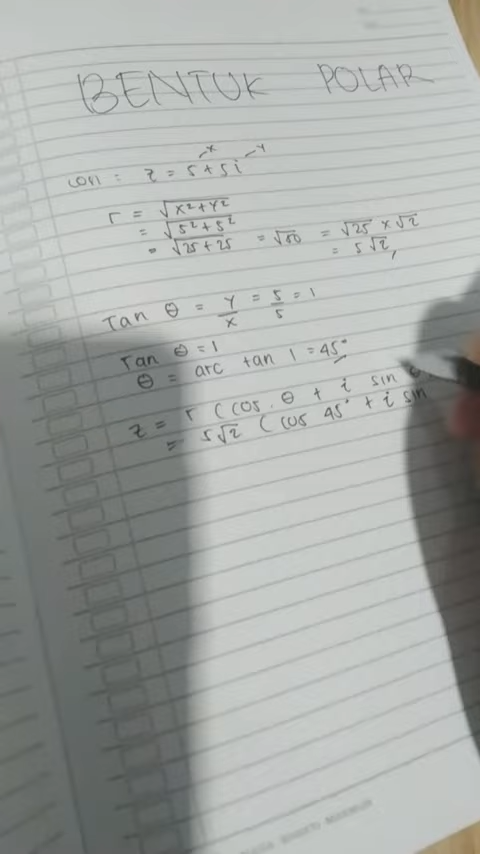 BENTUK POLAR
x y
con : z = 5 + 5i
r = √x²+y²
= √5²+5²
= √25+25 = √50 = √25 x √2
= 5√2,
Tan θ = y/x = 5/5 = 1
Tan θ = 1
θ = arc tan 1 = 45°
z = r (cos. θ + i sin θ
= 5√2 (cos 45° + i sin